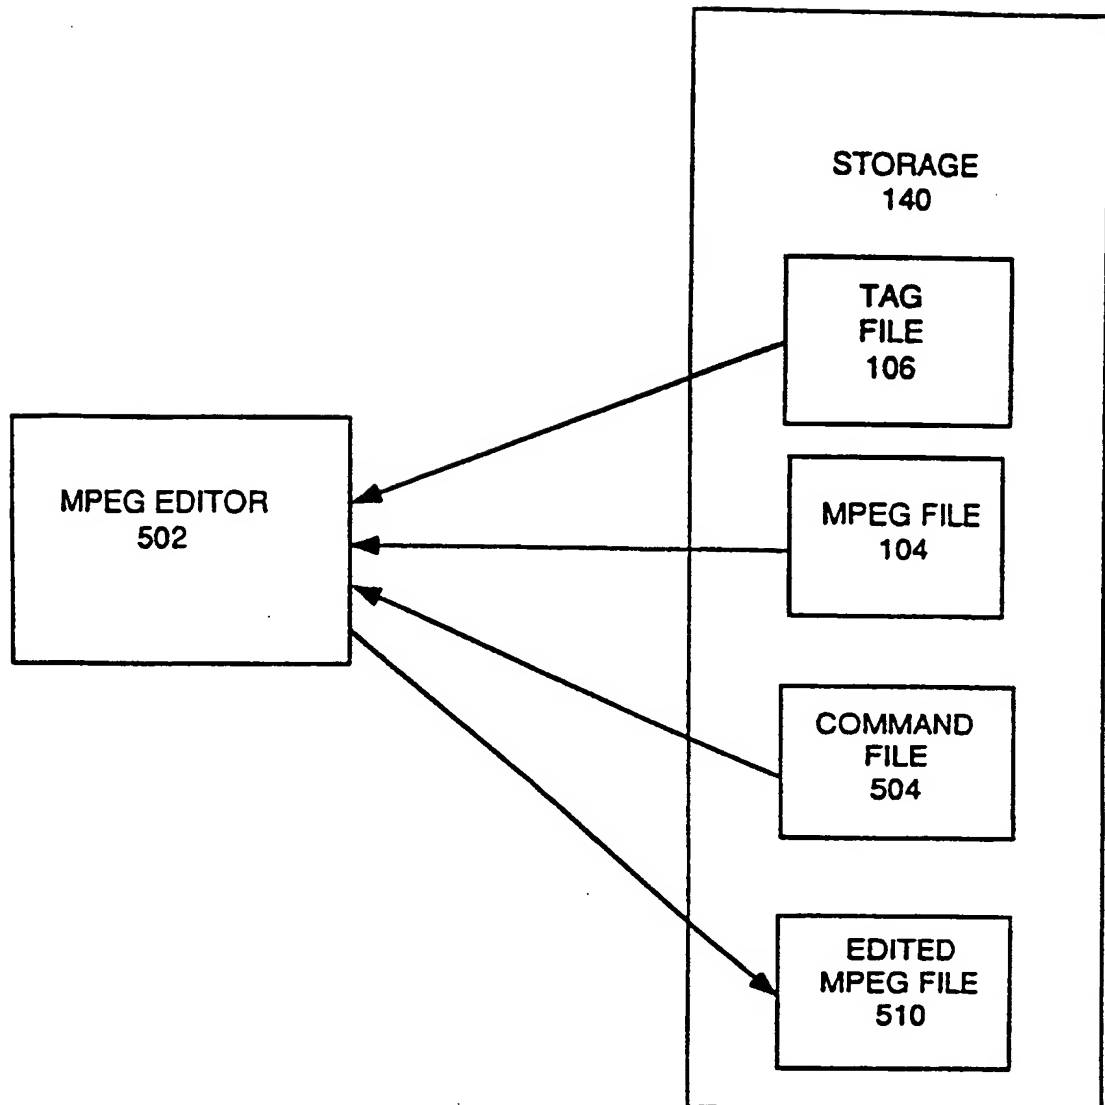 STORAGE
140
TAG
FILE
106
MPEG EDITOR
502
MPEG FILE
104
COMMAND
FILE
504
EDITED
MPEG FILE
510